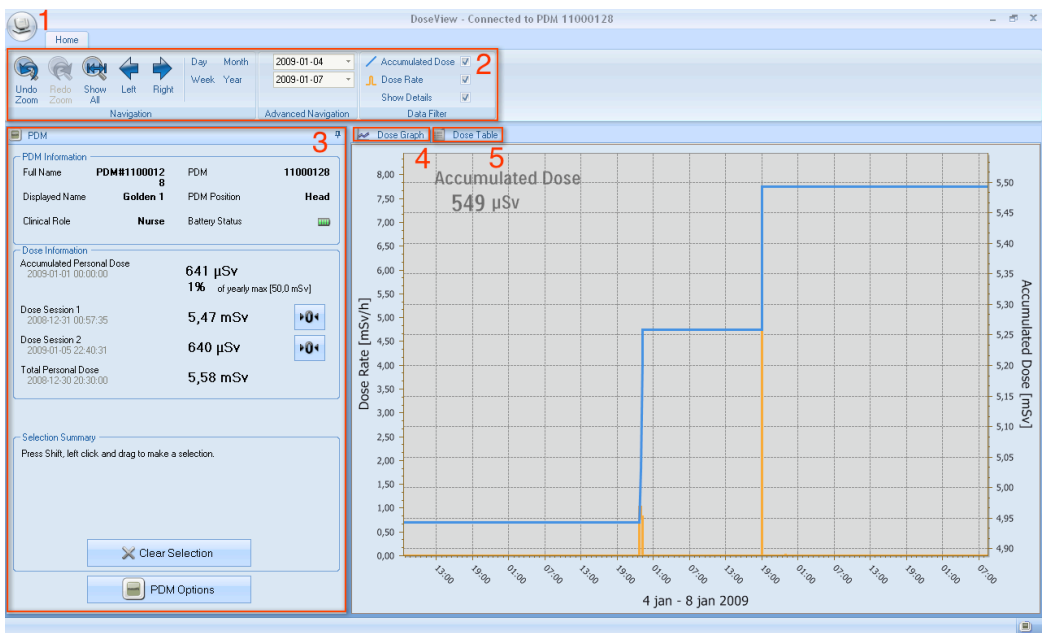 DoseView - Connected to PDM 11000128
1
Home
Undo Zoom
Redo Zoom
Show All
Left
Right
Day Month
Week Year
Navigation
2009-01-04
2009-01-07
Advanced Navigation
Accumulated Dose
Dose Rate
Show Details
Data Filter
2
PDM
3
PDM Information
Full Name PDM#11000128 PDM 11000128
Displayed Name Golden 1 PDM Position Head
Clinical Role Nurse Battery Status
Dose Information
Accumulated Personal Dose 641 µSv
2009-01-01 00:00:00
1% of yearly max [50,0 mSv]
Dose Session 1 5,47 mSv
2008-12-31 00:57:35
▸0◂
Dose Session 2 640 µSv
2009-01-05 22:40:31
▸0◂
Total Personal Dose 5,58 mSv
2008-12-30 20:30:00
Selection Summary
Press Shift, left click and drag to make a selection.
Clear Selection
PDM Options
Dose Graph
4
Dose Table
5
Accumulated Dose
549 µSv
Dose Rate [mSv/h]
8,00
7,50
7,00
6,50
6,00
5,50
5,00
4,50
4,00
3,50
3,00
2,50
2,00
1,50
1,00
0,50
0,00
5,50
5,45
5,40
5,35
5,30
5,25
5,20
5,15
5,10
5,05
5,00
4,95
4,90
Accumulated Dose [mSv]
13:00 19:00 01:00 07:00 13:00 19:00 01:00 07:00 13:00 19:00 01:00 07:00 13:00 19:00 01:00 07:00
4 jan - 8 jan 2009